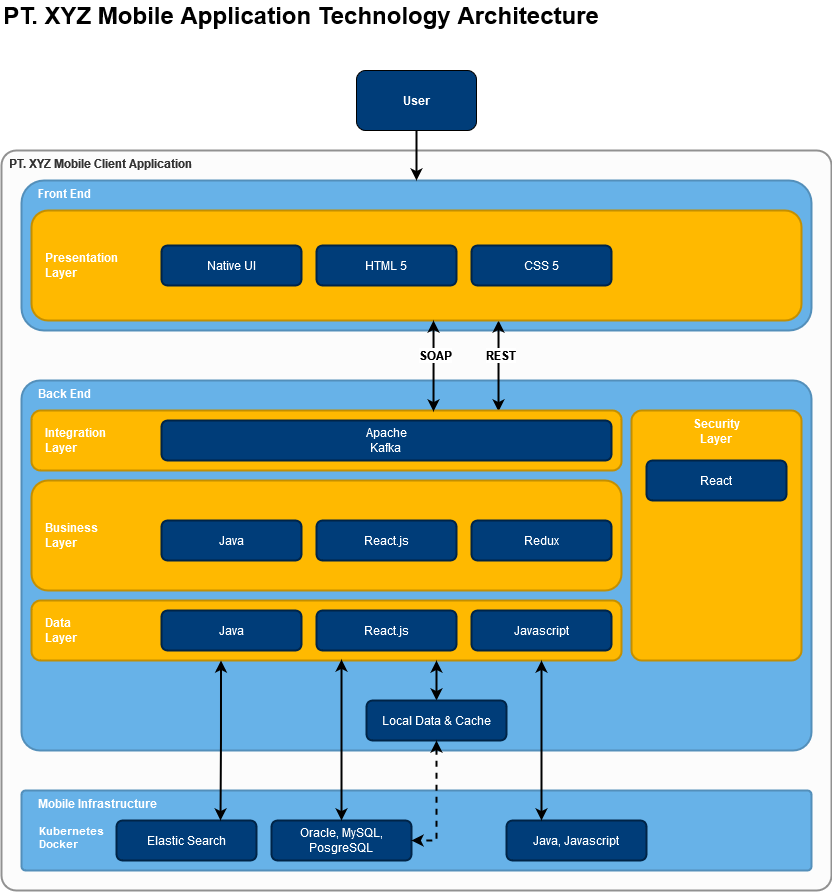 PT. XYZ Mobile Application Technology Architecture
User
PT. XYZ Mobile Client Application
Front End
Presentation
Layer
Native UI
HTML 5
CSS 5
SOAP
REST
Back End
Integration
Layer
Apache
Kafka
Security
Layer
React
Business
Layer
Java
React.js
Redux
Data
Layer
Java
React.js
Javascript
Local Data & Cache
Mobile Infrastructure
Kubernetes
Docker
Elastic Search
Oracle, MySQL,
PosgreSQL
Java, Javascript